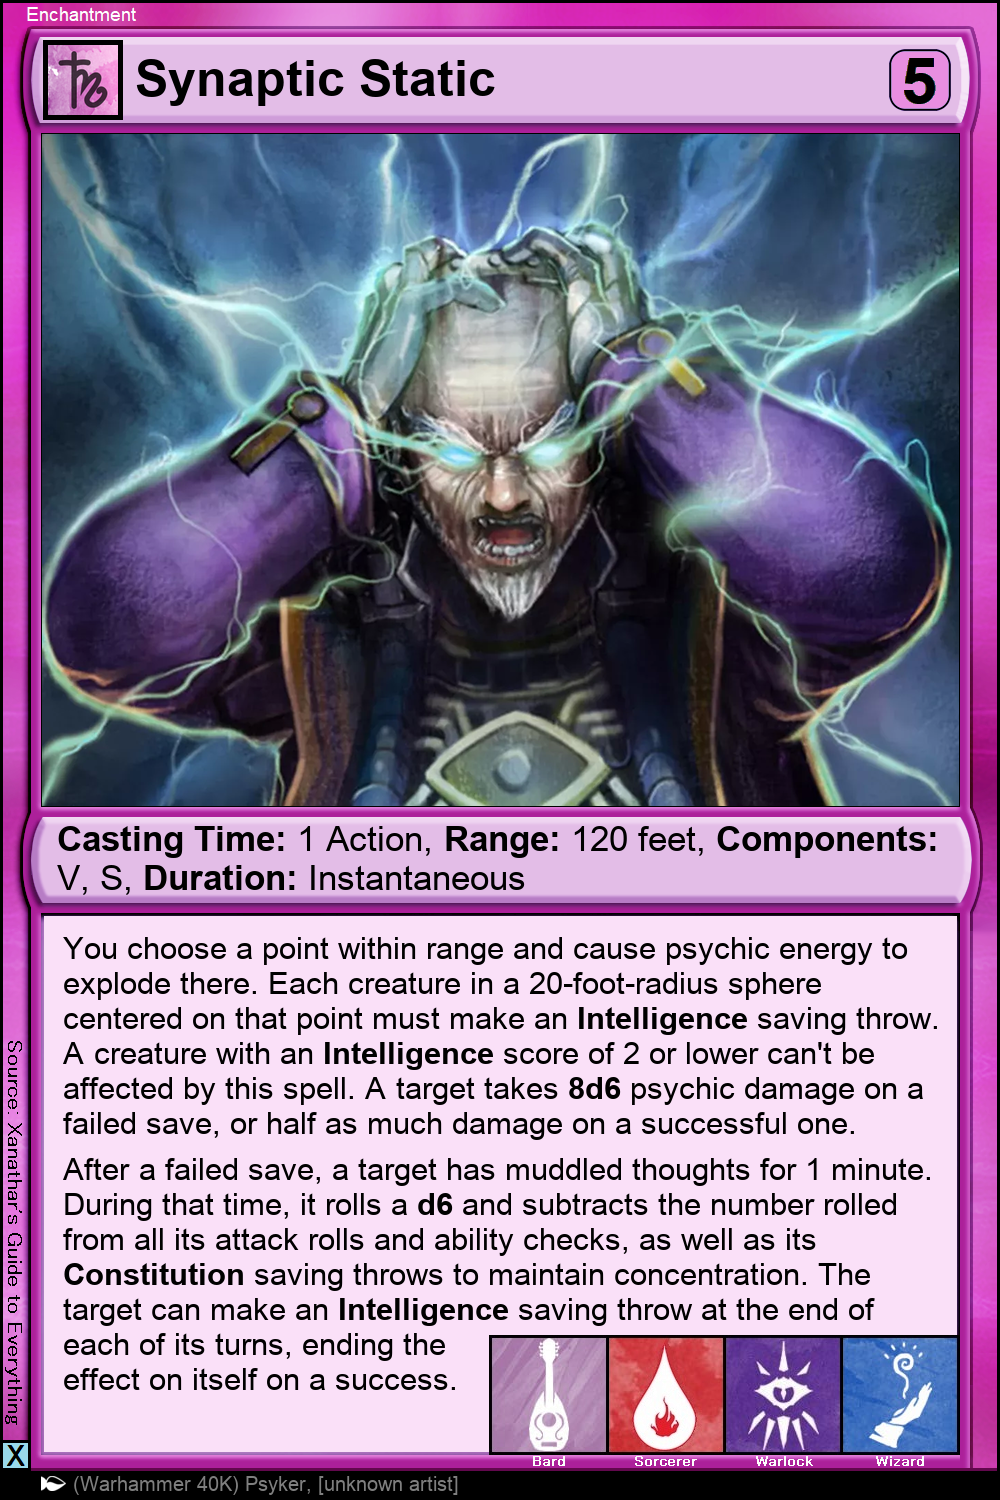 Enchantment
Synaptic Static
5
Casting Time: 1 Action, Range: 120 feet, Components:
V, S, Duration: Instantaneous
You choose a point within range and cause psychic energy to
explode there. Each creature in a 20-foot-radius sphere
centered on that point must make an Intelligence saving throw.
A creature with an Intelligence score of 2 or lower can't be
affected by this spell. A target takes 8d6 psychic damage on a
failed save, or half as much damage on a successful one.
After a failed save, a target has muddled thoughts for 1 minute.
During that time, it rolls a d6 and subtracts the number rolled
from all its attack rolls and ability checks, as well as its
Constitution saving throws to maintain concentration. The
target can make an Intelligence saving throw at the end of
each of its turns, ending the
effect on itself on a success.
Bard
Sorcerer
Warlock
Wizard
Source: Xanathar's Guide to Everything
X
(Warhammer 40K) Psyker, [unknown artist]